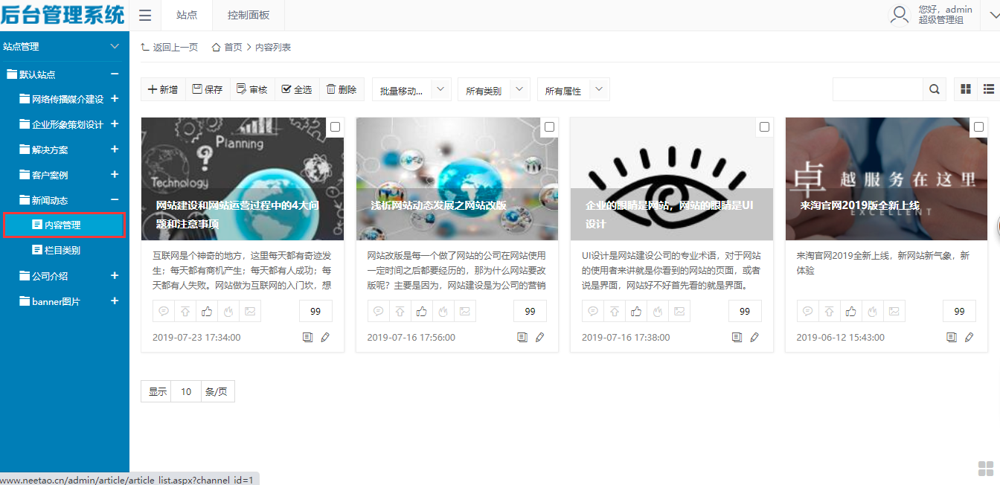 后台管理系统
站点
控制面板
您好，admin
超级管理组
站点管理
默认站点
网络传播媒介建设
企业形象策划设计
解决方案
客户案例
新闻动态
内容管理
栏目类别
公司介绍
banner图片
返回上一页 首页 内容列表
新增 保存 审核 全选 删除 批量移动... 所有类别 所有属性
Planning
Technology
网站建设和网站运营过程中的4大问
题和注意事项
互联网是个神奇的地方，这里每天都有奇迹发
生；每天都有商机产生；每天都有人成功；每
天都有人失败。网站做为互联网的入门坎，想
99
2019-07-23 17:34:00
浅析网站动态发展之网站改版
网站改版是每一个做了网站的公司在网站使用
一定时间之后都要经历的，那为什么网站要改
版呢？主要是因为，网站建设是为公司的营销
99
2019-07-16 17:56:00
企业的眼睛是网站，网站的眼睛是UI
设计
UI设计是网站建设公司的专业术语，对于网站
的使用者来讲就是你看到的网站的页面，或者
说是界面，网站好不好首先看的就是界面。
99
2019-07-16 17:38:00
卓越服务在这里
EXCELLENT
来淘官网2019版全新上线
来淘官网2019全新上线，新网站新气象，新
体验
99
2019-06-12 15:43:00
显示 10 条/页
www.neetao.cn/admin/article/article_list.aspx?channel_id=1